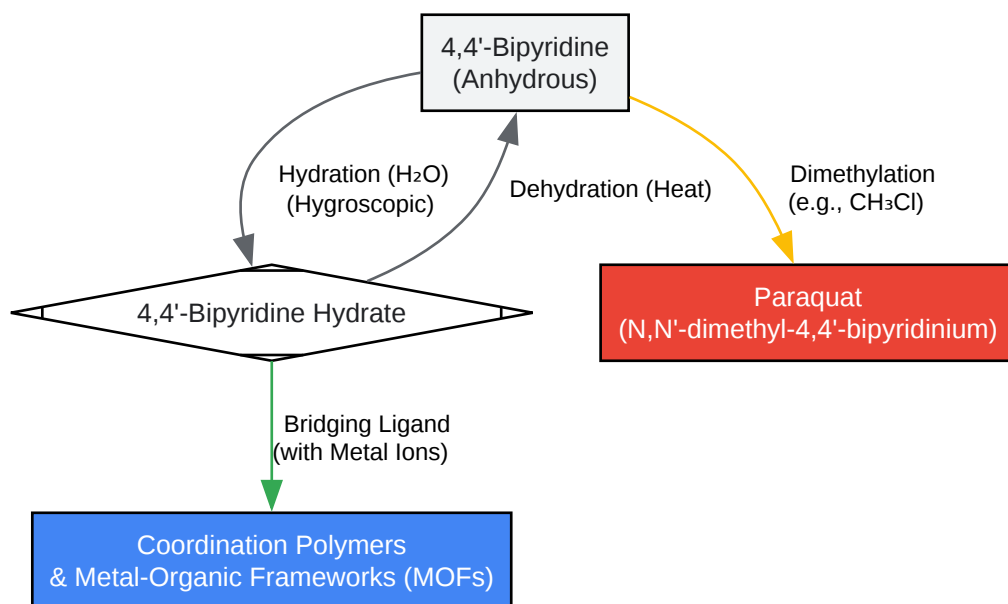 4,4'-Bipyridine
(Anhydrous)
Hydration (H₂O)
(Hygroscopic)
Dehydration (Heat)
Dimethylation
(e.g., CH₃Cl)
4,4'-Bipyridine Hydrate
Paraquat
(N,N'-dimethyl-4,4'-bipyridinium)
Bridging Ligand
(with Metal Ions)
Coordination Polymers
& Metal-Organic Frameworks (MOFs)